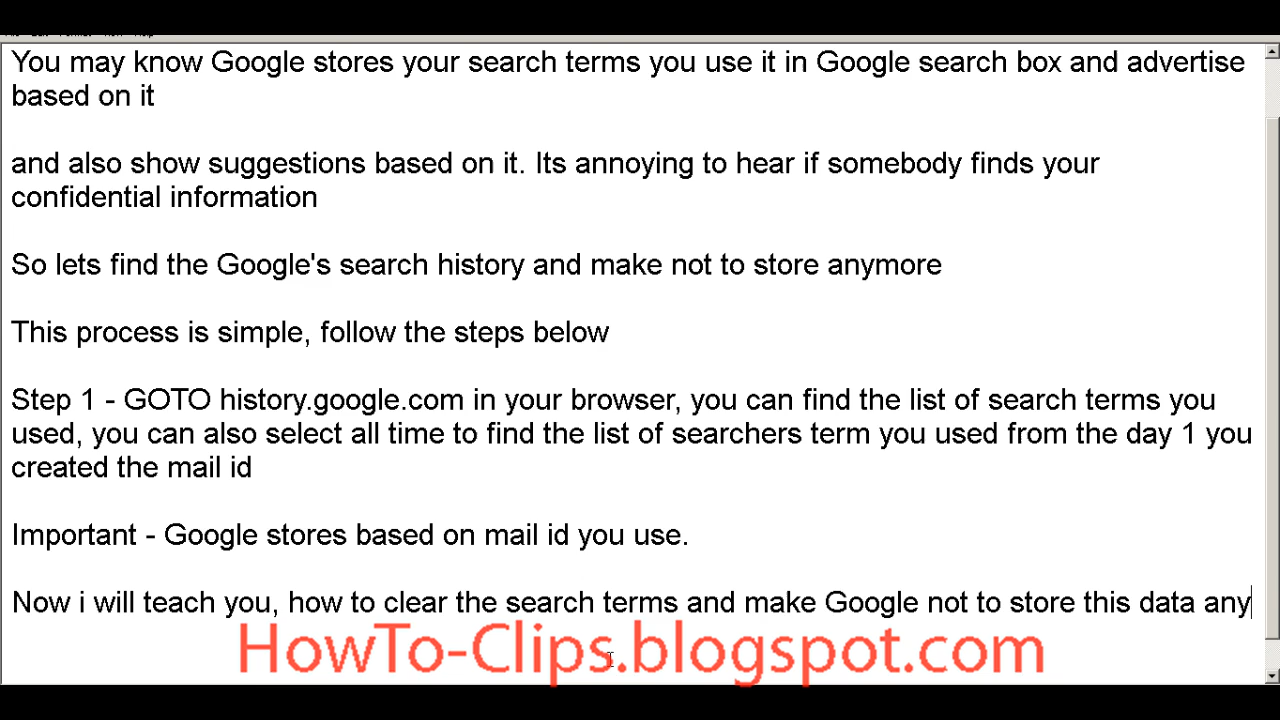 You may know Google stores your search terms you use it in Google search box and advertise
based on it
and also show suggestions based on it. Its annoying to hear if somebody finds your
confidential information
So lets find the Google's search history and make not to store anymore
This process is simple, follow the steps below
Step 1 - GOTO history.google.com in your browser, you can find the list of search terms you
used, you can also select all time to find the list of searchers term you used from the day 1 you
created the mail id
Important - Google stores based on mail id you use.
Now i will teach you, how to clear the search terms and make Google not to store this data any
HowTo-Clips.blogspot.com